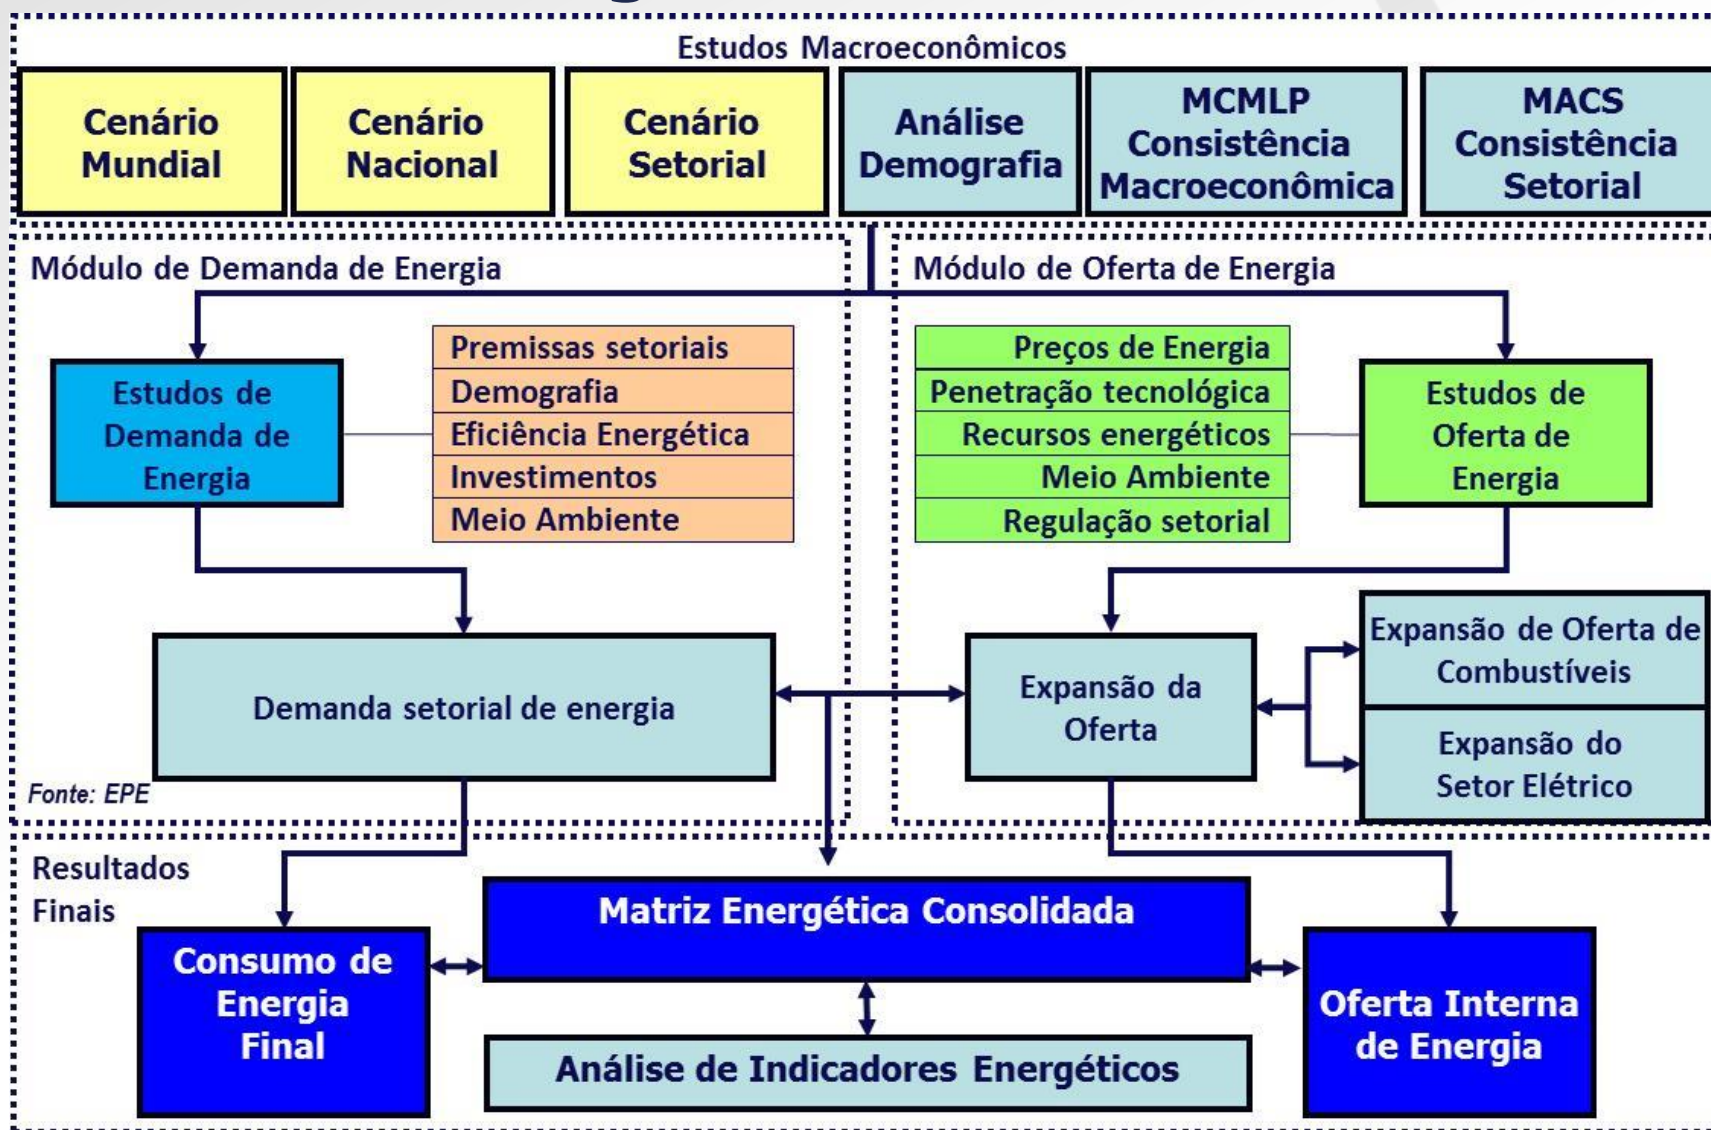 Estudos Macroeconômicos
Cenário
Mundial
Cenário
Nacional
Cenário
Setorial
Análise
Demografia
MCMLP
Consistência
Macroeconômica
MACS
Consistência
Setorial
Módulo de Demanda de Energia
Estudos de
Demanda de
Energia
Premissas setoriais
Demografia
Eficiência Energética
Investimentos
Meio Ambiente
Demanda setorial de energia
Fonte: EPE
Módulo de Oferta de Energia
Preços de Energia
Penetração tecnológica
Recursos energéticos
Meio Ambiente
Regulação setorial
Estudos de
Oferta de
Energia
Expansão da
Oferta
Expansão de Oferta de
Combustíveis
Expansão do
Setor Elétrico
Resultados
Finais
Consumo de
Energia
Final
Matriz Energética Consolidada
Análise de Indicadores Energéticos
Oferta Interna
de Energia